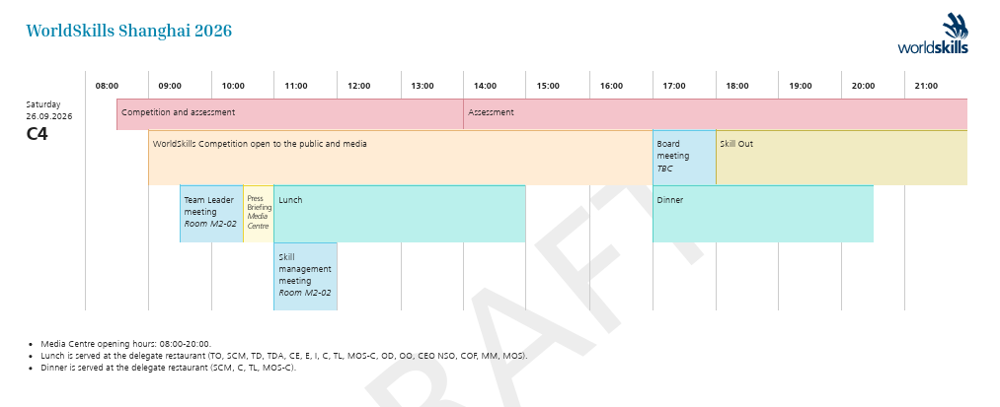 WorldSkills Shanghai 2026
worldskills
08:00 09:00 10:00 11:00 12:00 13:00 14:00 15:00 16:00 17:00 18:00 19:00 20:00 21:00
Saturday
26.09.2026
C4
Competition and assessment
Assessment
WorldSkills Competition open to the public and media
Board
meeting
TBC
Skill Out
Team Leader
meeting
Room M2-02
Press
Briefing
Media
Centre
Lunch
Dinner
Skill
management
meeting
Room M2-02
• Media Centre opening hours: 08:00-20:00.
• Lunch is served at the delegate restaurant (TO, SCM, TD, TDA, CE, E, I, C, TL, MOS-C, OD, OO, CEO NSO, COF, MM, MOS).
• Dinner is served at the delegate restaurant (SCM, C, TL, MOS-C).
DRAFT